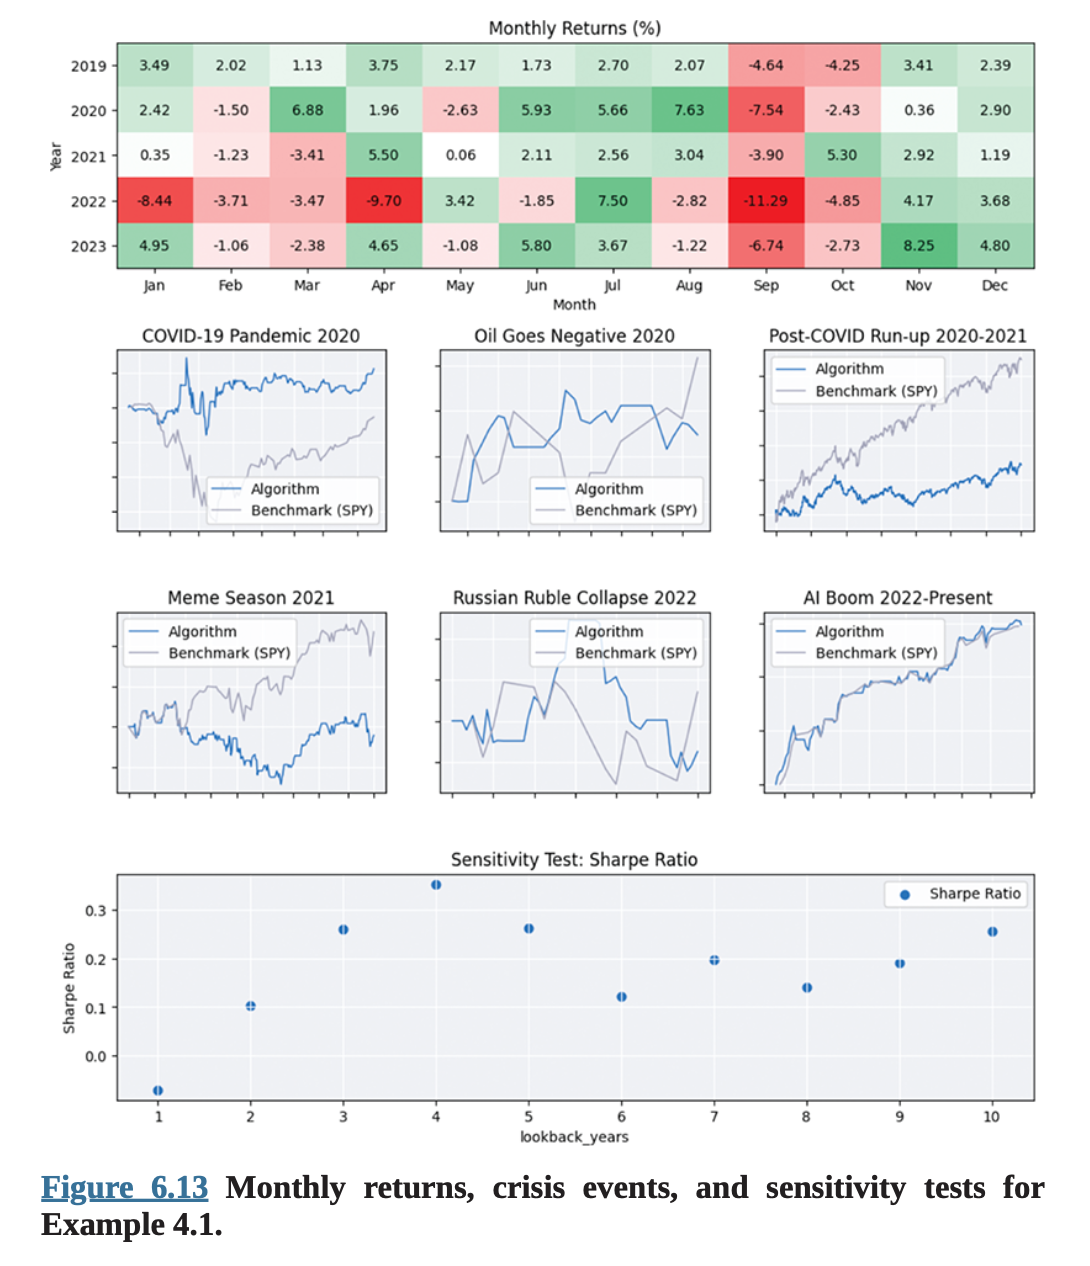 Monthly Returns (%)
2019 3.49 2.02 1.13 3.75 2.17 1.73 2.70 2.07 -4.64 -4.25 3.41 2.39
2020 2.42 -1.50 6.88 1.96 -2.63 5.93 5.66 7.63 -7.54 -2.43 0.36 2.90
2021 0.35 -1.23 -3.41 5.50 0.06 2.11 2.56 3.04 -3.90 5.30 2.92 1.19
2022 -8.44 -3.71 -3.47 -9.70 3.42 -1.85 7.50 -2.82 -11.29 -4.85 4.17 3.68
2023 4.95 -1.06 -2.38 4.65 -1.08 5.80 3.67 -1.22 -6.74 -2.73 8.25 4.80
Year
Jan Feb Mar Apr May Jun Jul Aug Sep Oct Nov Dec
Month
COVID-19 Pandemic 2020
Algorithm
Benchmark (SPY)
Oil Goes Negative 2020
Algorithm
Benchmark (SPY)
Post-COVID Run-up 2020-2021
Algorithm
Benchmark (SPY)
Meme Season 2021
Algorithm
Benchmark (SPY)
Russian Ruble Collapse 2022
Algorithm
Benchmark (SPY)
AI Boom 2022-Present
Algorithm
Benchmark (SPY)
Sensitivity Test: Sharpe Ratio
Sharpe Ratio
Sharpe Ratio
0.3
0.2
0.1
0.0
1 2 3 4 5 6 7 8 9 10
lookback_years
Figure 6.13 Monthly returns, crisis events, and sensitivity tests for
Example 4.1.